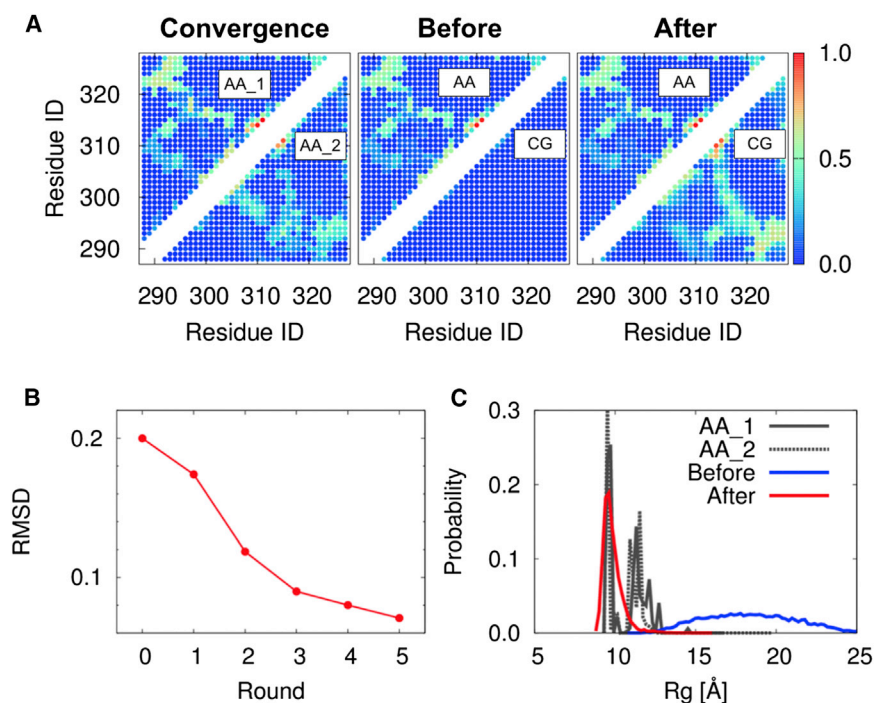 A
Convergence Before After
AA_1
AA_2
AA
CG
AA
CG
1.0
0.5
0.0
Residue ID
320
310
300
290
290 300 310 320 290 300 310 320 290 300 310 320
Residue ID Residue ID Residue ID
B
RMSD
0.2
0.1
0 1 2 3 4 5
Round
C
Probability
0.3
0.2
0.1
0.0
AA_1
AA_2
Before
After
5 10 15 20 25
Rg [Å]